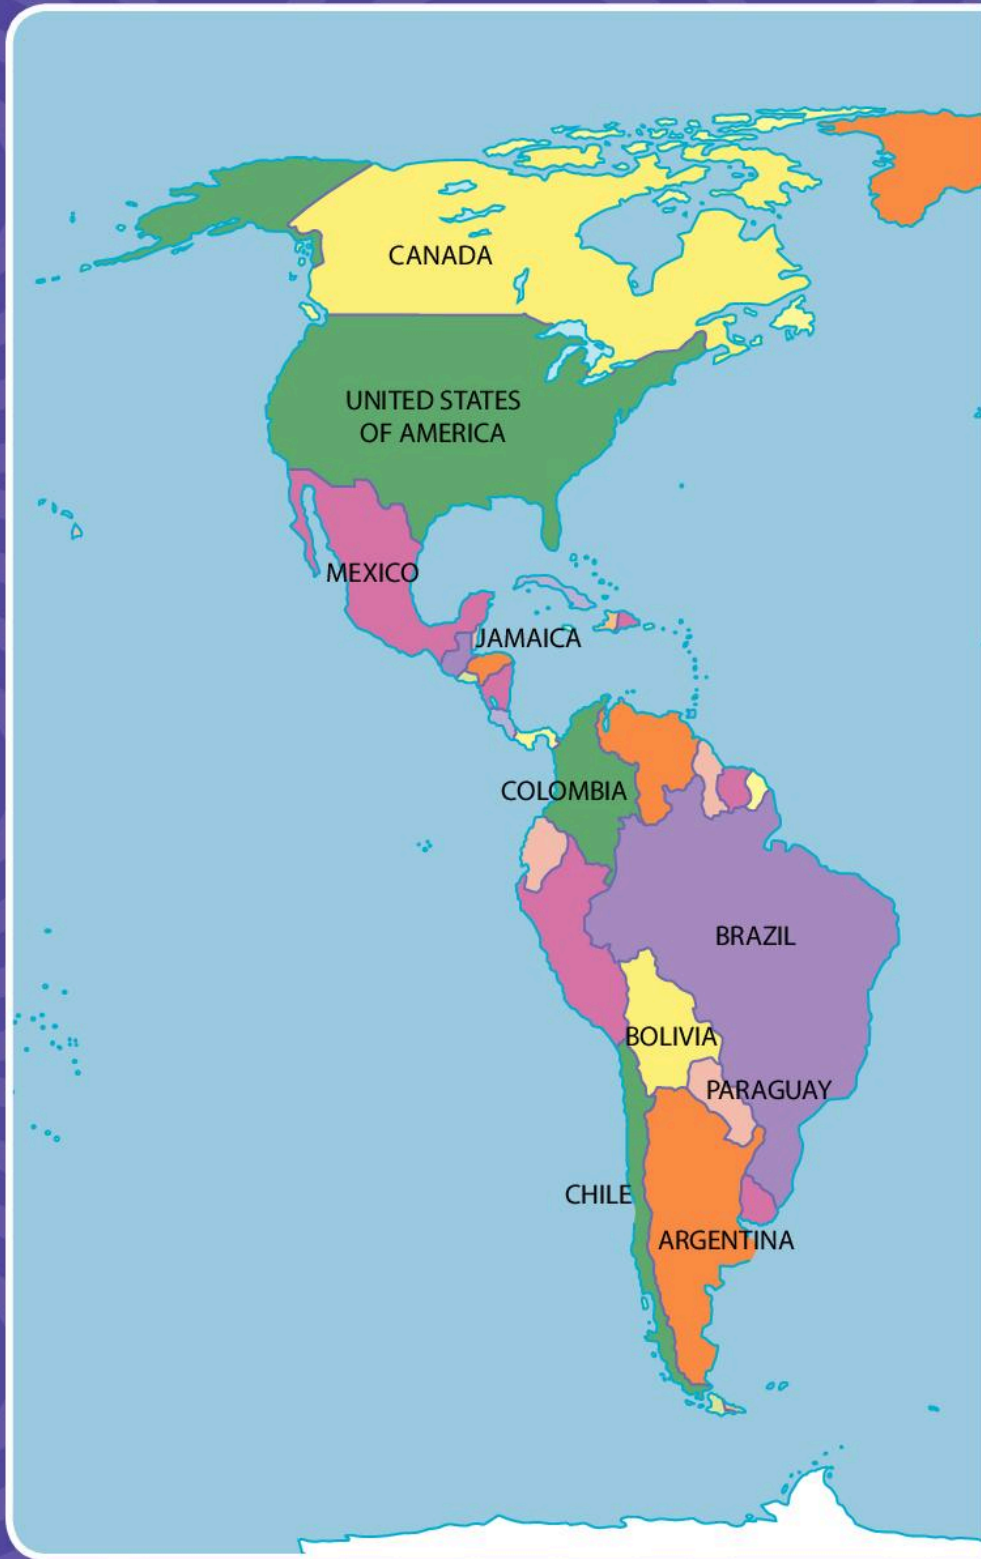 CANADA
UNITED STATES
OF AMERICA
MEXICO
JAMAICA
COLOMBIA
BRAZIL
BOLIVIA
PARAGUAY
CHILE
ARGENTINA